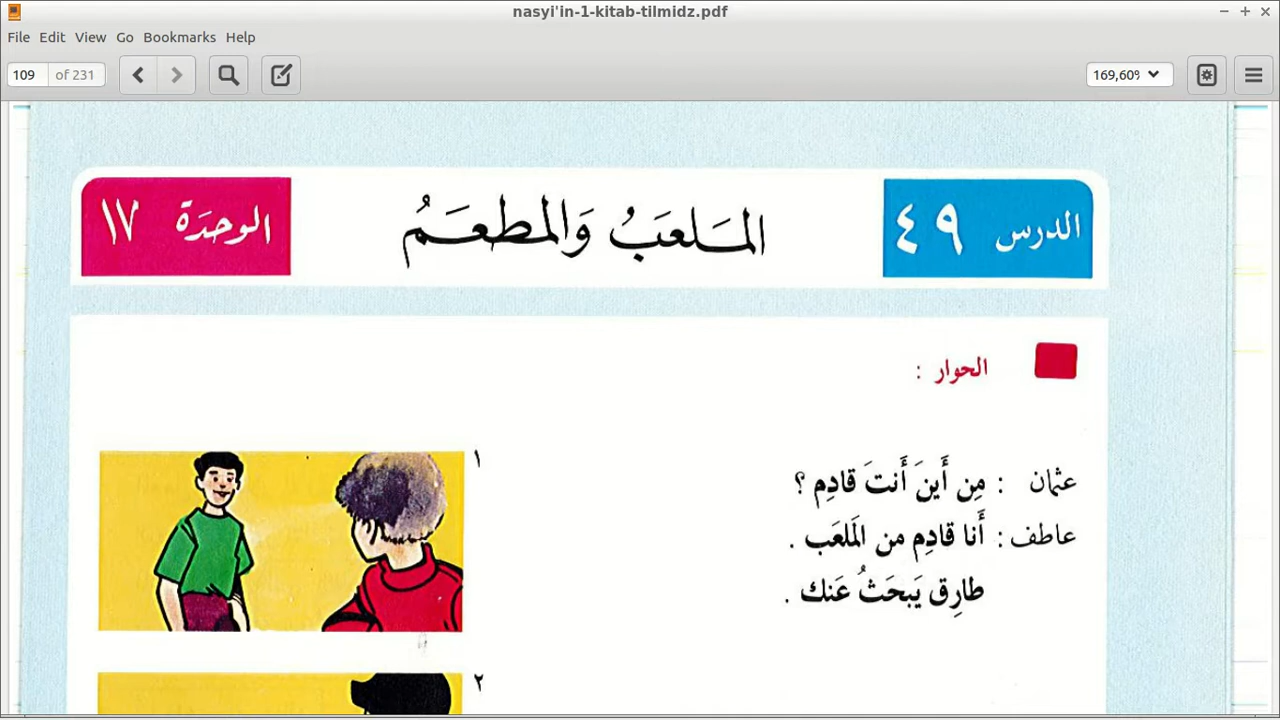 nasyi'in-1-kitab-tilmidz.pdf
File Edit View Go Bookmarks Help
109 of 231
169,60%
الدرس ٤٩
المَلعَبُ وَالمَطعَمُ
الوحدَة ١٧
الحوار :
عثمان : مِن أَينَ أَنتَ قادِم ؟
١
عاطف : أَنا قادِم من المَلعَب .
طارِق يَبحَثُ عَنك .
٢